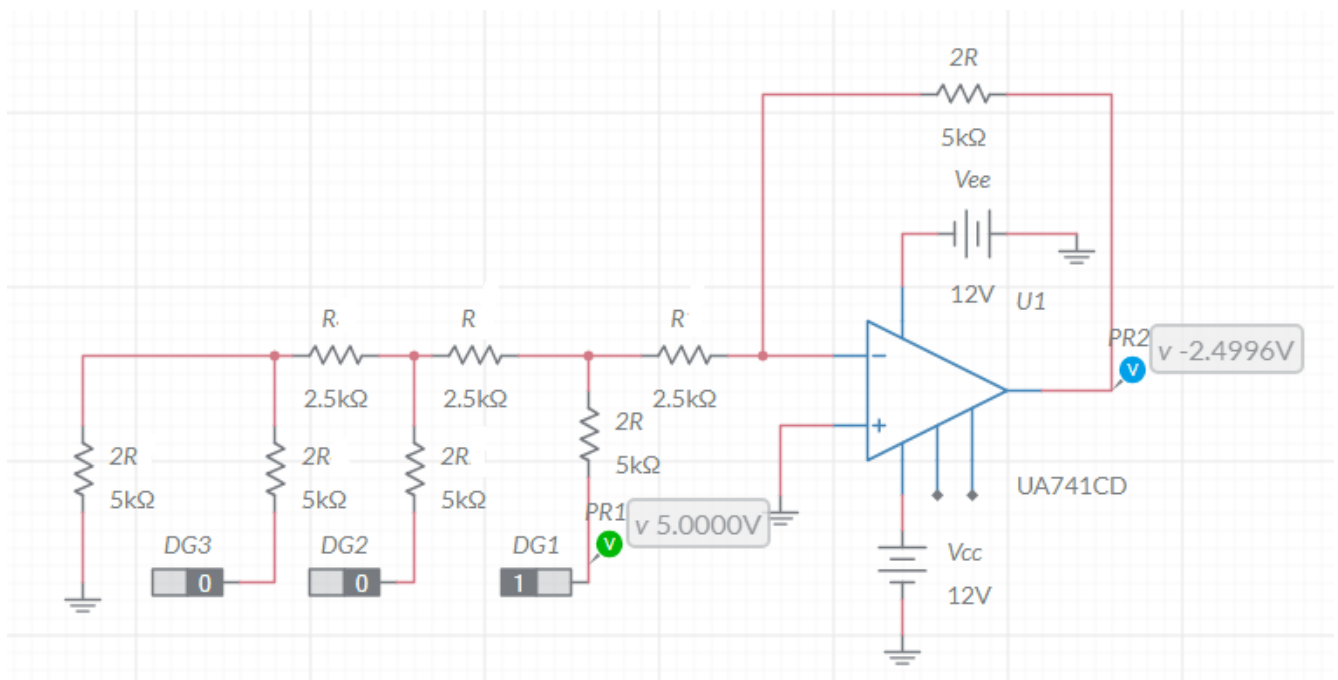 2R
5kΩ
Vee
12V
U1
R
R
R
PR2
v -2.4996V
2.5kΩ
2.5kΩ
2.5kΩ
−
+
2R
5kΩ
2R
5kΩ
2R
5kΩ
2R
5kΩ
UA741CD
PR1
v 5.0000V
V
V
DG3
DG2
DG1
0
0
1
Vcc
12V